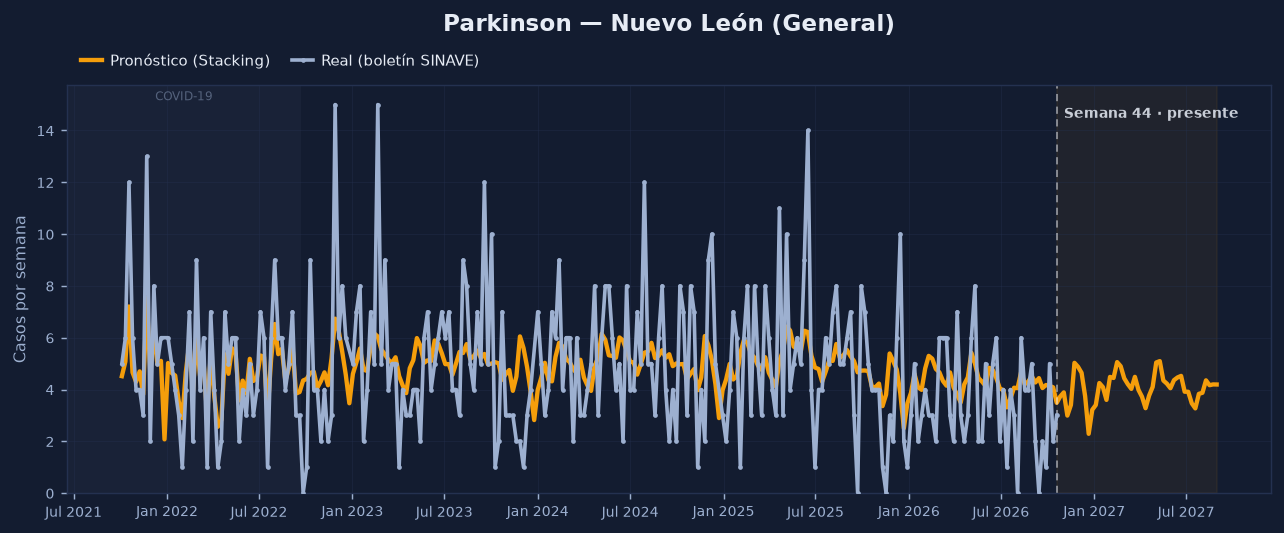 Parkinson — Nuevo León (General)
Pronóstico (Stacking)
Real (boletín SINAVE)
COVID-19
Semana 44 · presente
Casos por semana
14
12
10
8
6
4
2
0
Jul 2021
Jan 2022
Jul 2022
Jan 2023
Jul 2023
Jan 2024
Jul 2024
Jan 2025
Jul 2025
Jan 2026
Jul 2026
Jan 2027
Jul 2027